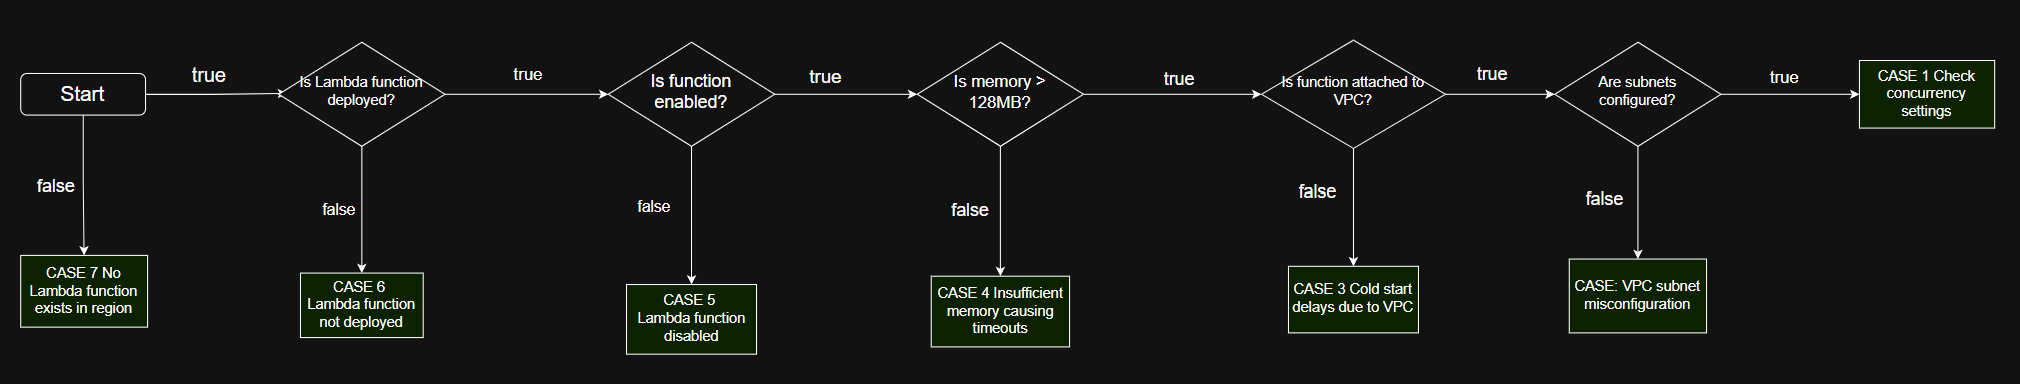 Start
true
false
CASE 7 No
Lambda function
exists in region
Is Lambda function
deployed?
true
false
CASE 6
Lambda function
not deployed
Is function
enabled?
true
false
CASE 5
Lambda function
disabled
Is memory >
128MB?
true
false
CASE 4 Insufficient
memory causing
timeouts
Is function attached to
VPC?
true
false
CASE 3 Cold start
delays due to VPC
Are subnets
configured?
true
false
CASE: VPC subnet
misconfiguration
CASE 1 Check
concurrency
settings